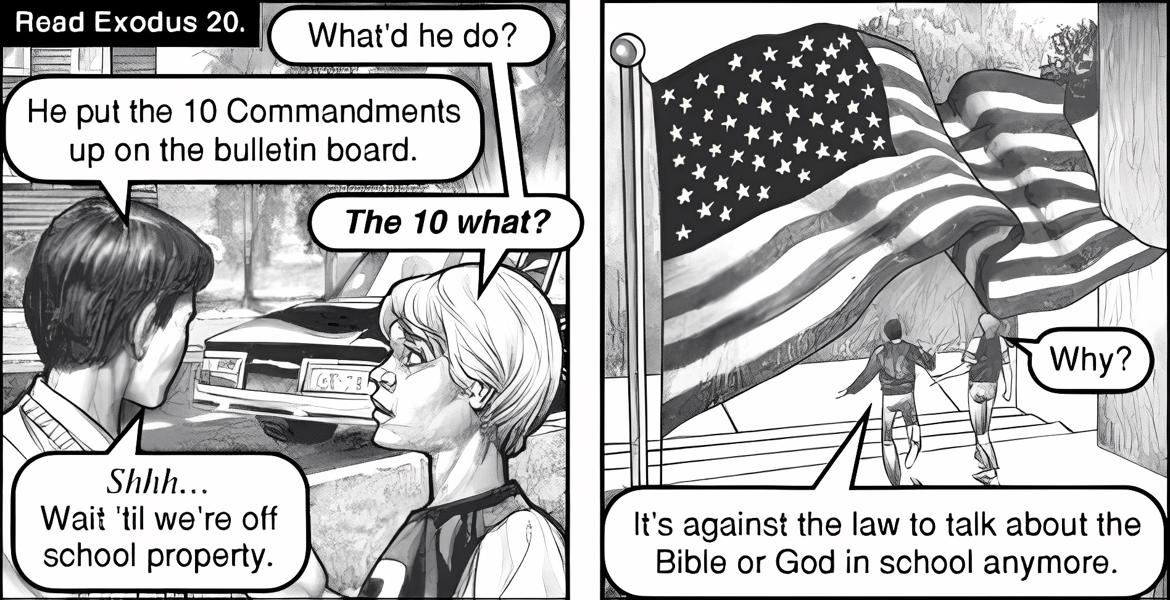 Read Exodus 20.
What'd he do?
He put the 10 Commandments
up on the bulletin board.
The 10 what?
Shhh...
Wait 'til we're off
school property.
Why?
It's against the law to talk about the
Bible or God in school anymore.